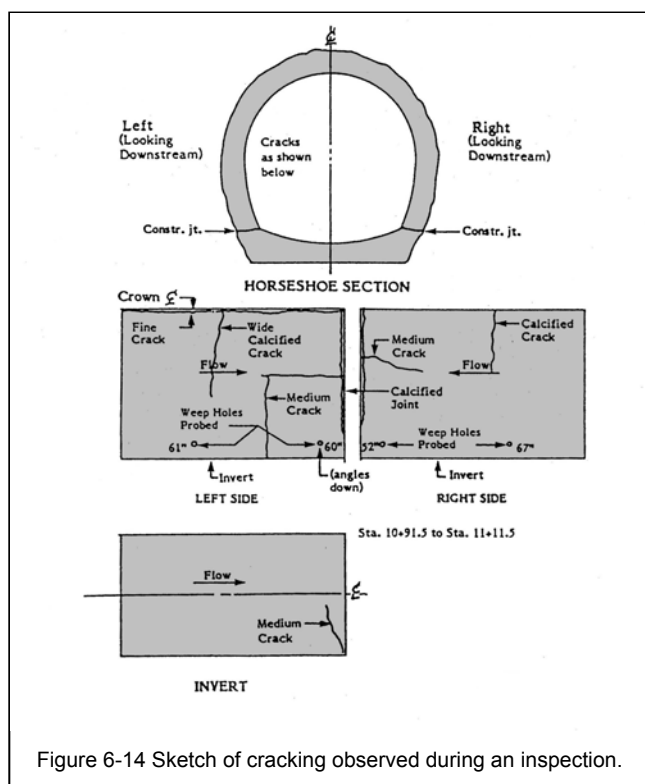 ℄
Left
(Looking
Downstream)
Cracks
as shown
below
Right
(Looking
Downstream)
Constr. jt.
Constr. jt.
HORSESHOE SECTION
Crown ℄
Fine
Crack
Wide
Calcified
Crack
Flow
Medium
Crack
Weep Holes
Probed
61"
60"
(angles
down)
Invert
LEFT SIDE
Calcified
Joint
Medium
Crack
Calcified
Crack
Flow
Weep Holes
Probed
52"
67"
Invert
RIGHT SIDE
Sta. 10+91.5 to Sta. 11+11.5
Flow
℄
Medium
Crack
INVERT
Figure 6-14 Sketch of cracking observed during an inspection.